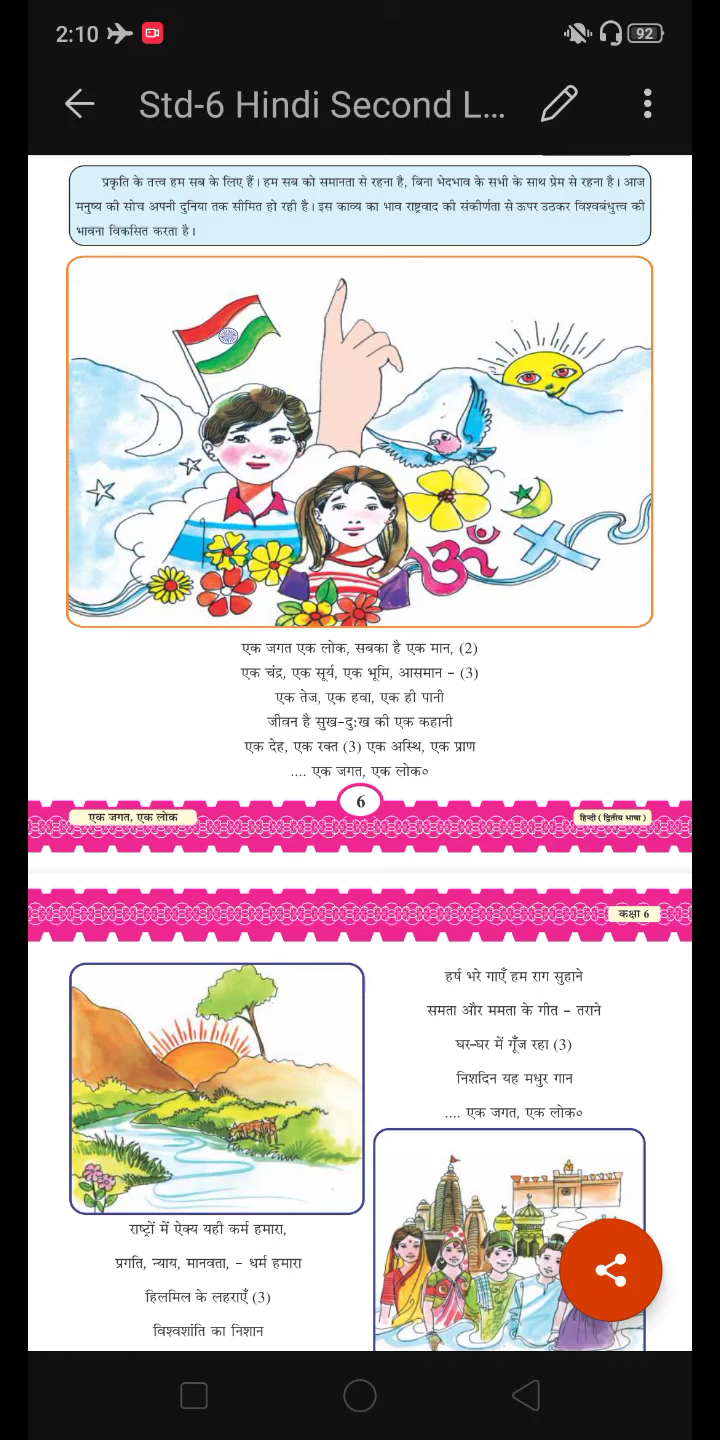 2:10
92
Std-6 Hindi Second L...
प्रकृति के तत्त्व हम सब के लिए हैं। हम सब को समानता से रहना है, बिना भेदभाव के सभी के साथ प्रेम से रहना है। आज
मनुष्य की सोच अपनी दुनिया तक सीमित हो रही है। इस काव्य का भाव राष्ट्रवाद की संकीर्णता से ऊपर उठकर विश्वबंधुत्त्व की
भावना विकसित करता है।
ॐ
एक जगत एक लोक, सबका है एक मान, (2)
एक चंद्र, एक सूर्य, एक भूमि, आसमान - (3)
एक तेज, एक हवा, एक ही पानी
जीवन है सुख-दुःख की एक कहानी
एक देह, एक रक्त (3) एक अस्थि, एक प्राण
.... एक जगत, एक लोक०
6
एक जगत, एक लोक
हिन्दी ( द्वितीय भाषा )
कक्षा 6
हर्ष भरे गाएँ हम राग सुहाने
समता और ममता के गीत - तराने
घर-घर में गूँज रहा (3)
निशदिन यह मधुर गान
.... एक जगत, एक लोक०
राष्ट्रों में ऐक्य यही कर्म हमारा,
प्रगति, न्याय, मानवता, - धर्म हमारा
हिलमिल के लहराएँ (3)
विश्वशांति का निशान